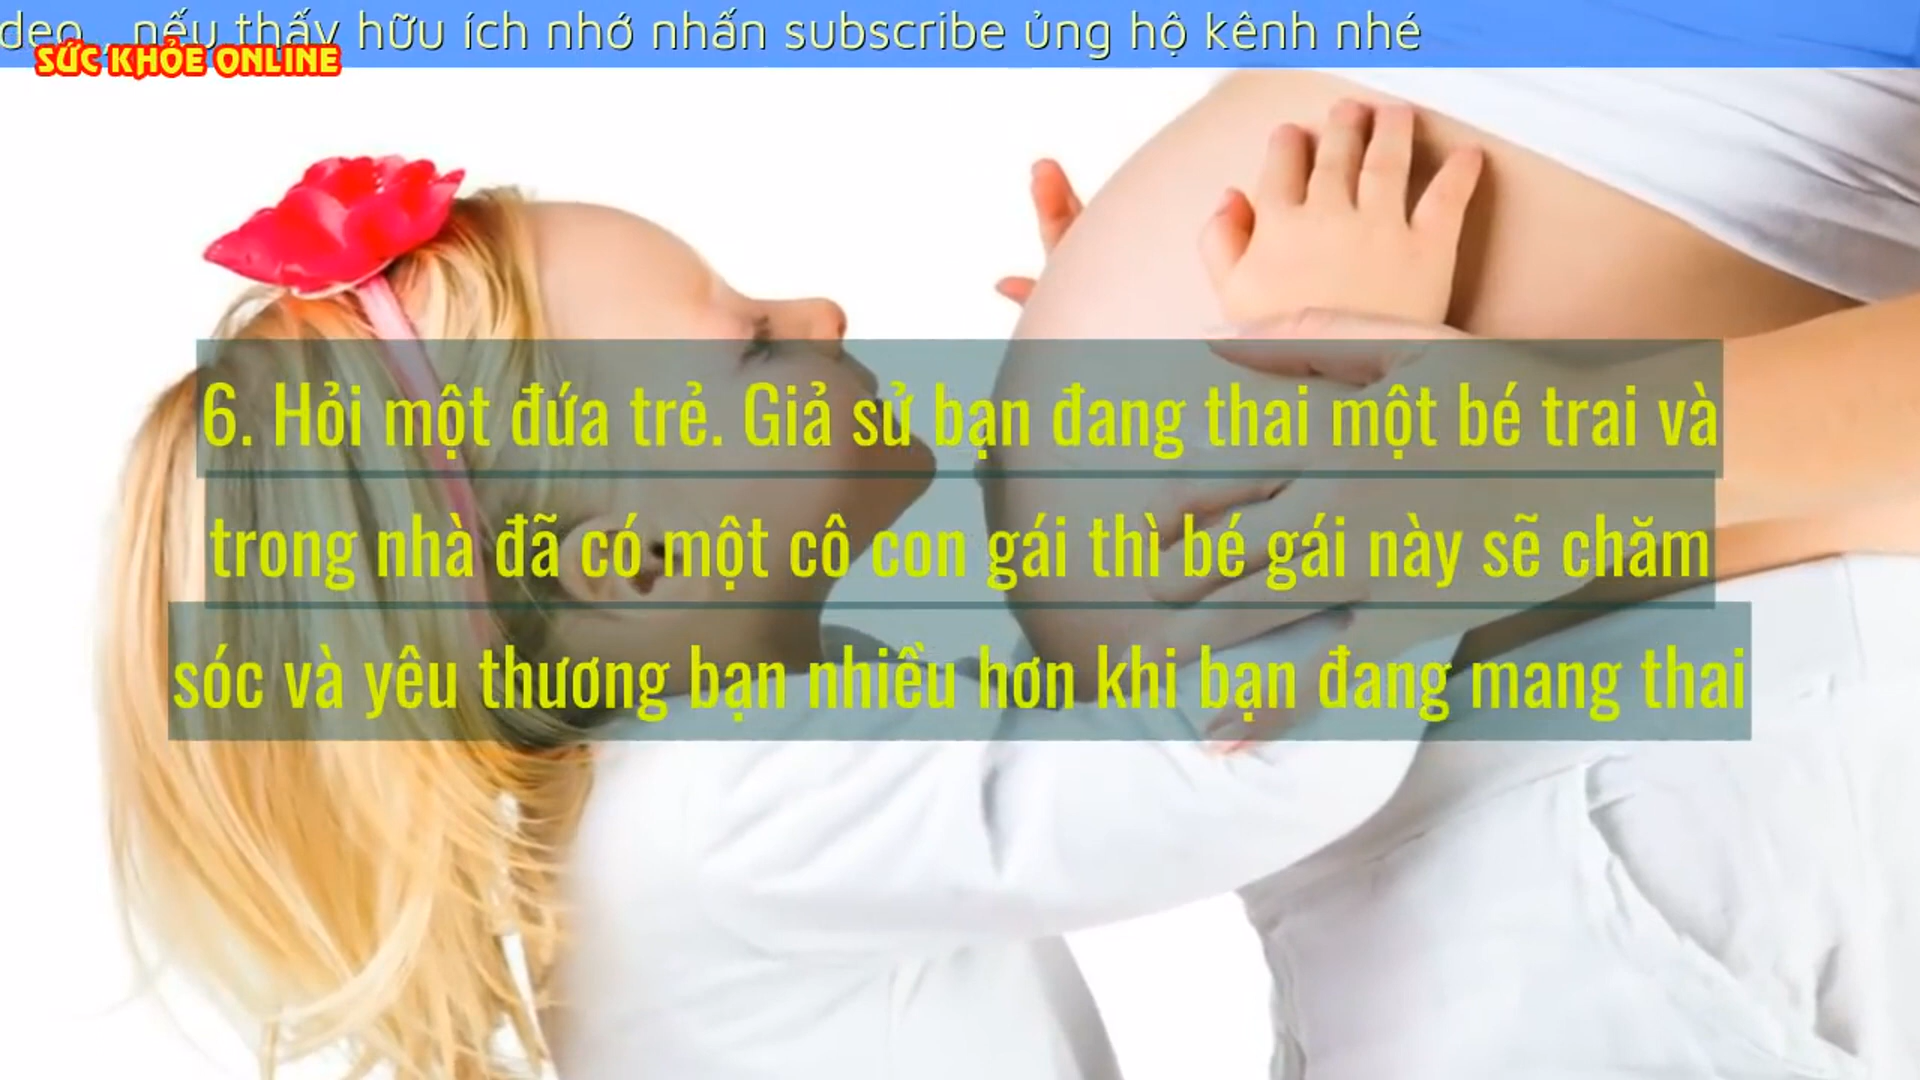 nếu thấy hữu ích nhớ nhấn subscribe ủng hộ kênh nhé
SỨC KHỎE ONLINE
6. Hỏi một đứa trẻ. Giả sử bạn đang thai một bé trai và
trong nhà đã có một cô con gái thì bé gái này sẽ chăm
sóc và yêu thương bạn nhiều hơn khi bạn đang mang thai